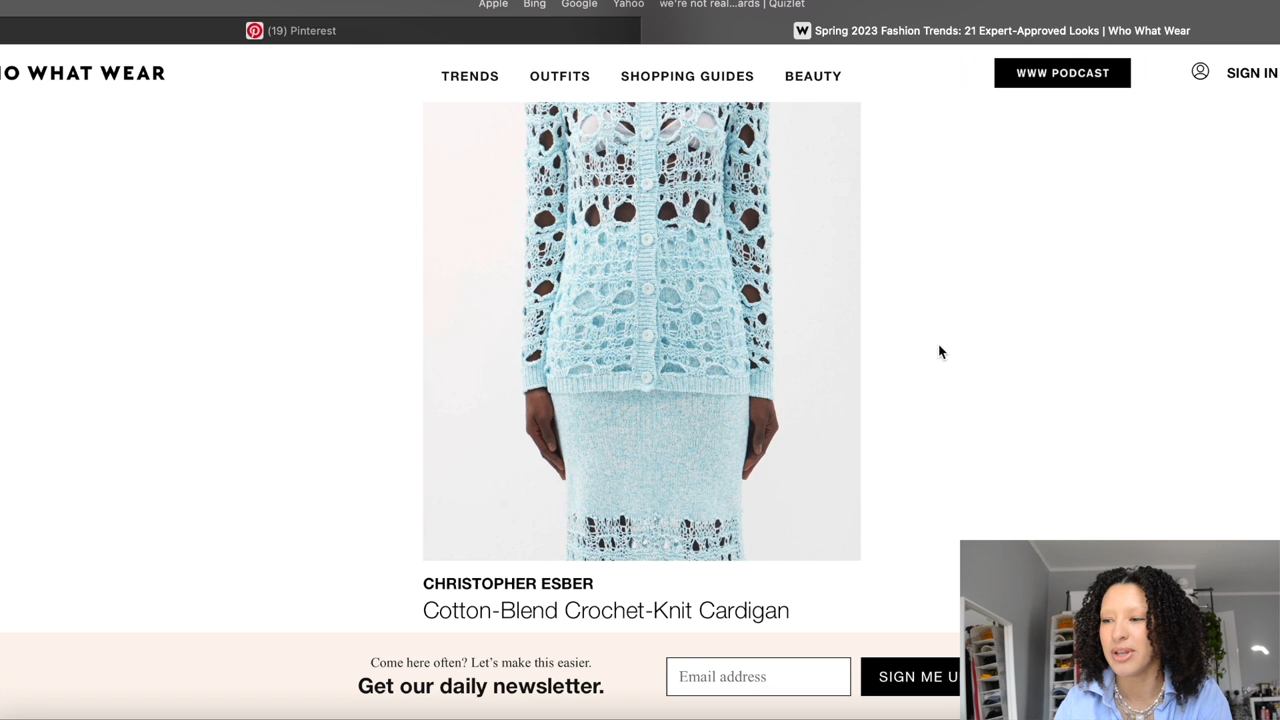 Apple Bing Google Yahoo we're not real...ards | Quizlet
(19) Pinterest
W Spring 2023 Fashion Trends: 21 Expert-Approved Looks | Who What Wear
O WHAT WEAR
TRENDS OUTFITS SHOPPING GUIDES BEAUTY
WWW PODCAST
SIGN IN
CHRISTOPHER ESBER
Cotton-Blend Crochet-Knit Cardigan
Come here often? Let's make this easier.
Get our daily newsletter.
Email address
SIGN ME U